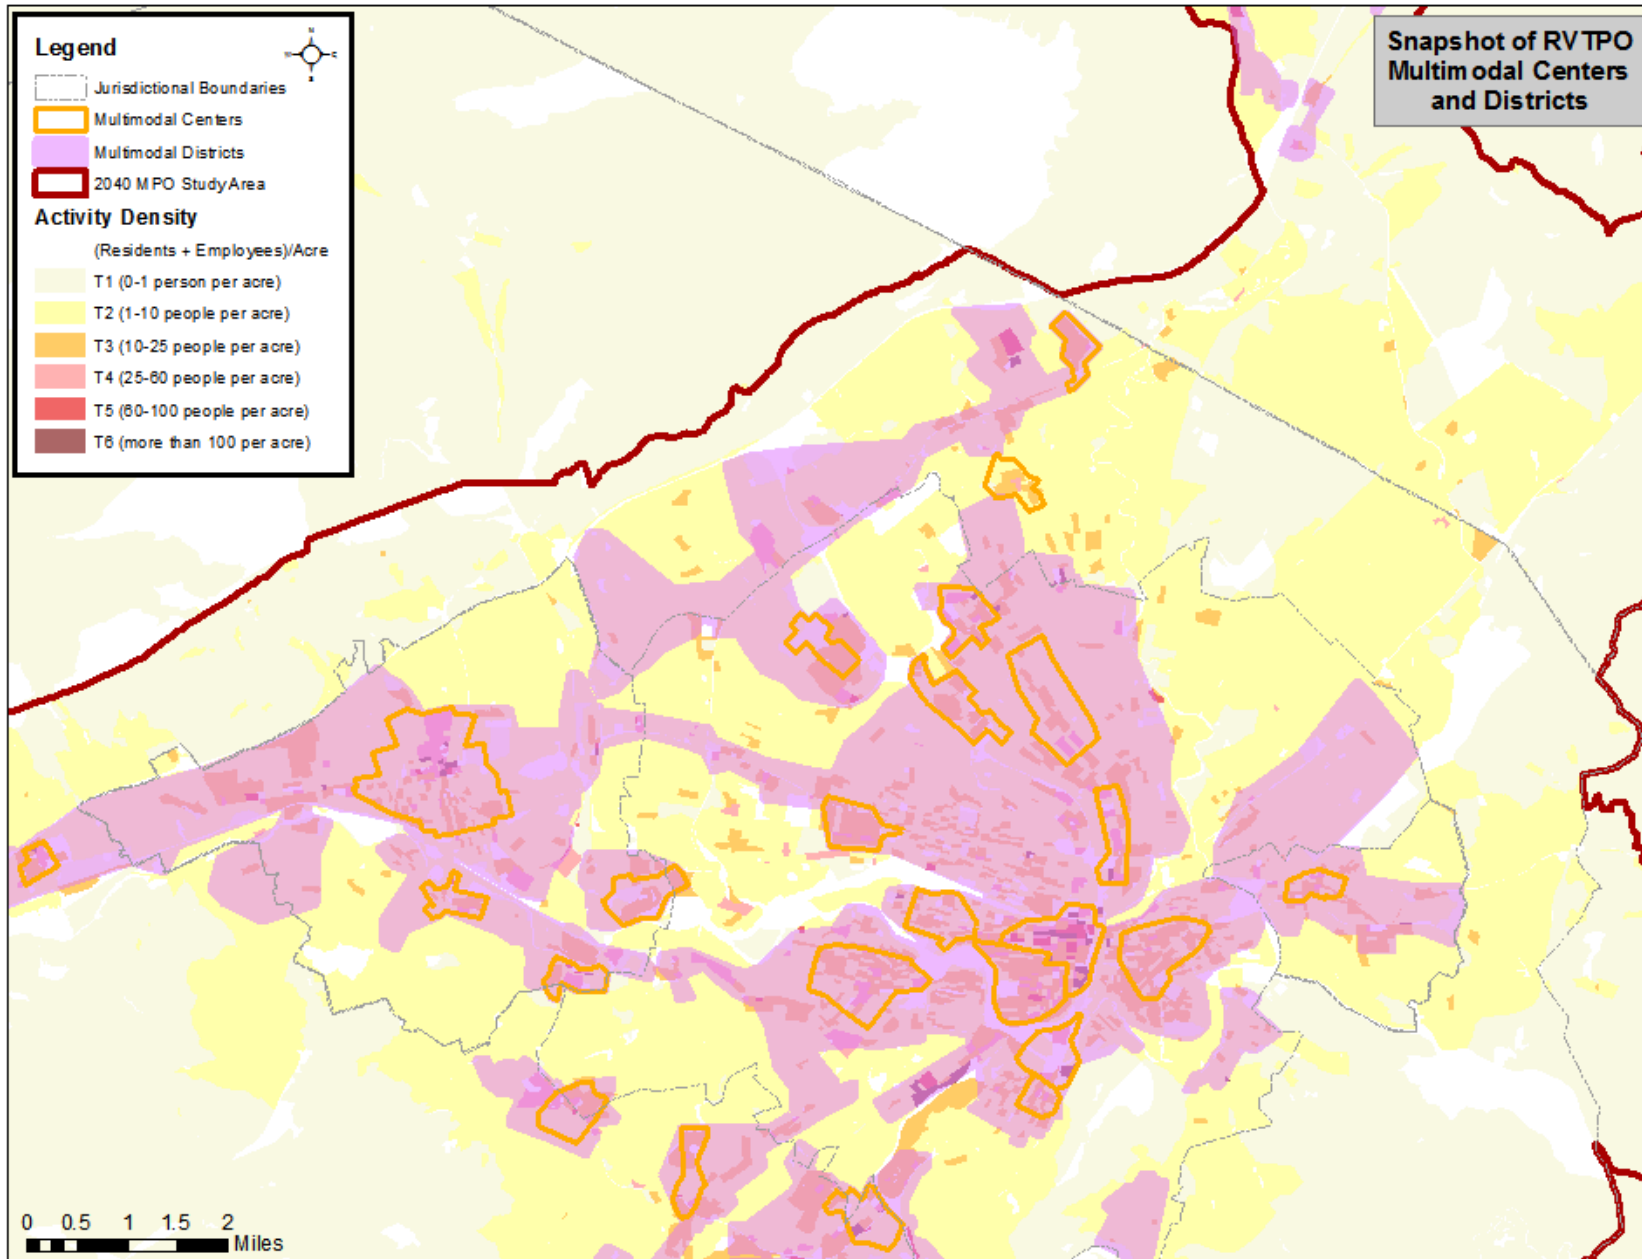 Legend
N
Jurisdictional Boundaries
Multimodal Centers
Multimodal Districts
2040 MPO Study Area
Activity Density
(Residents + Employees)/Acre
T1 (0-1 person per acre)
T2 (1-10 people per acre)
T3 (10-25 people per acre)
T4 (25-60 people per acre)
T5 (60-100 people per acre)
T6 (more than 100 per acre)
Snapshot of RVTPO
Multimodal Centers
and Districts
0 0.5 1 1.5 2
Miles